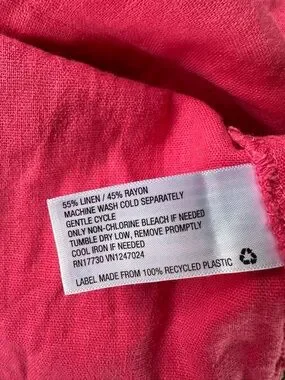 55% LINEN / 45% RAYON
MACHINE WASH COLD SEPARATELY
GENTLE CYCLE
ONLY NON-CHLORINE BLEACH IF NEEDED
TUMBLE DRY LOW, REMOVE PROMPTLY
COOL IRON IF NEEDED
RN17730 VN1247024
LABEL MADE FROM 100% RECYCLED PLASTIC